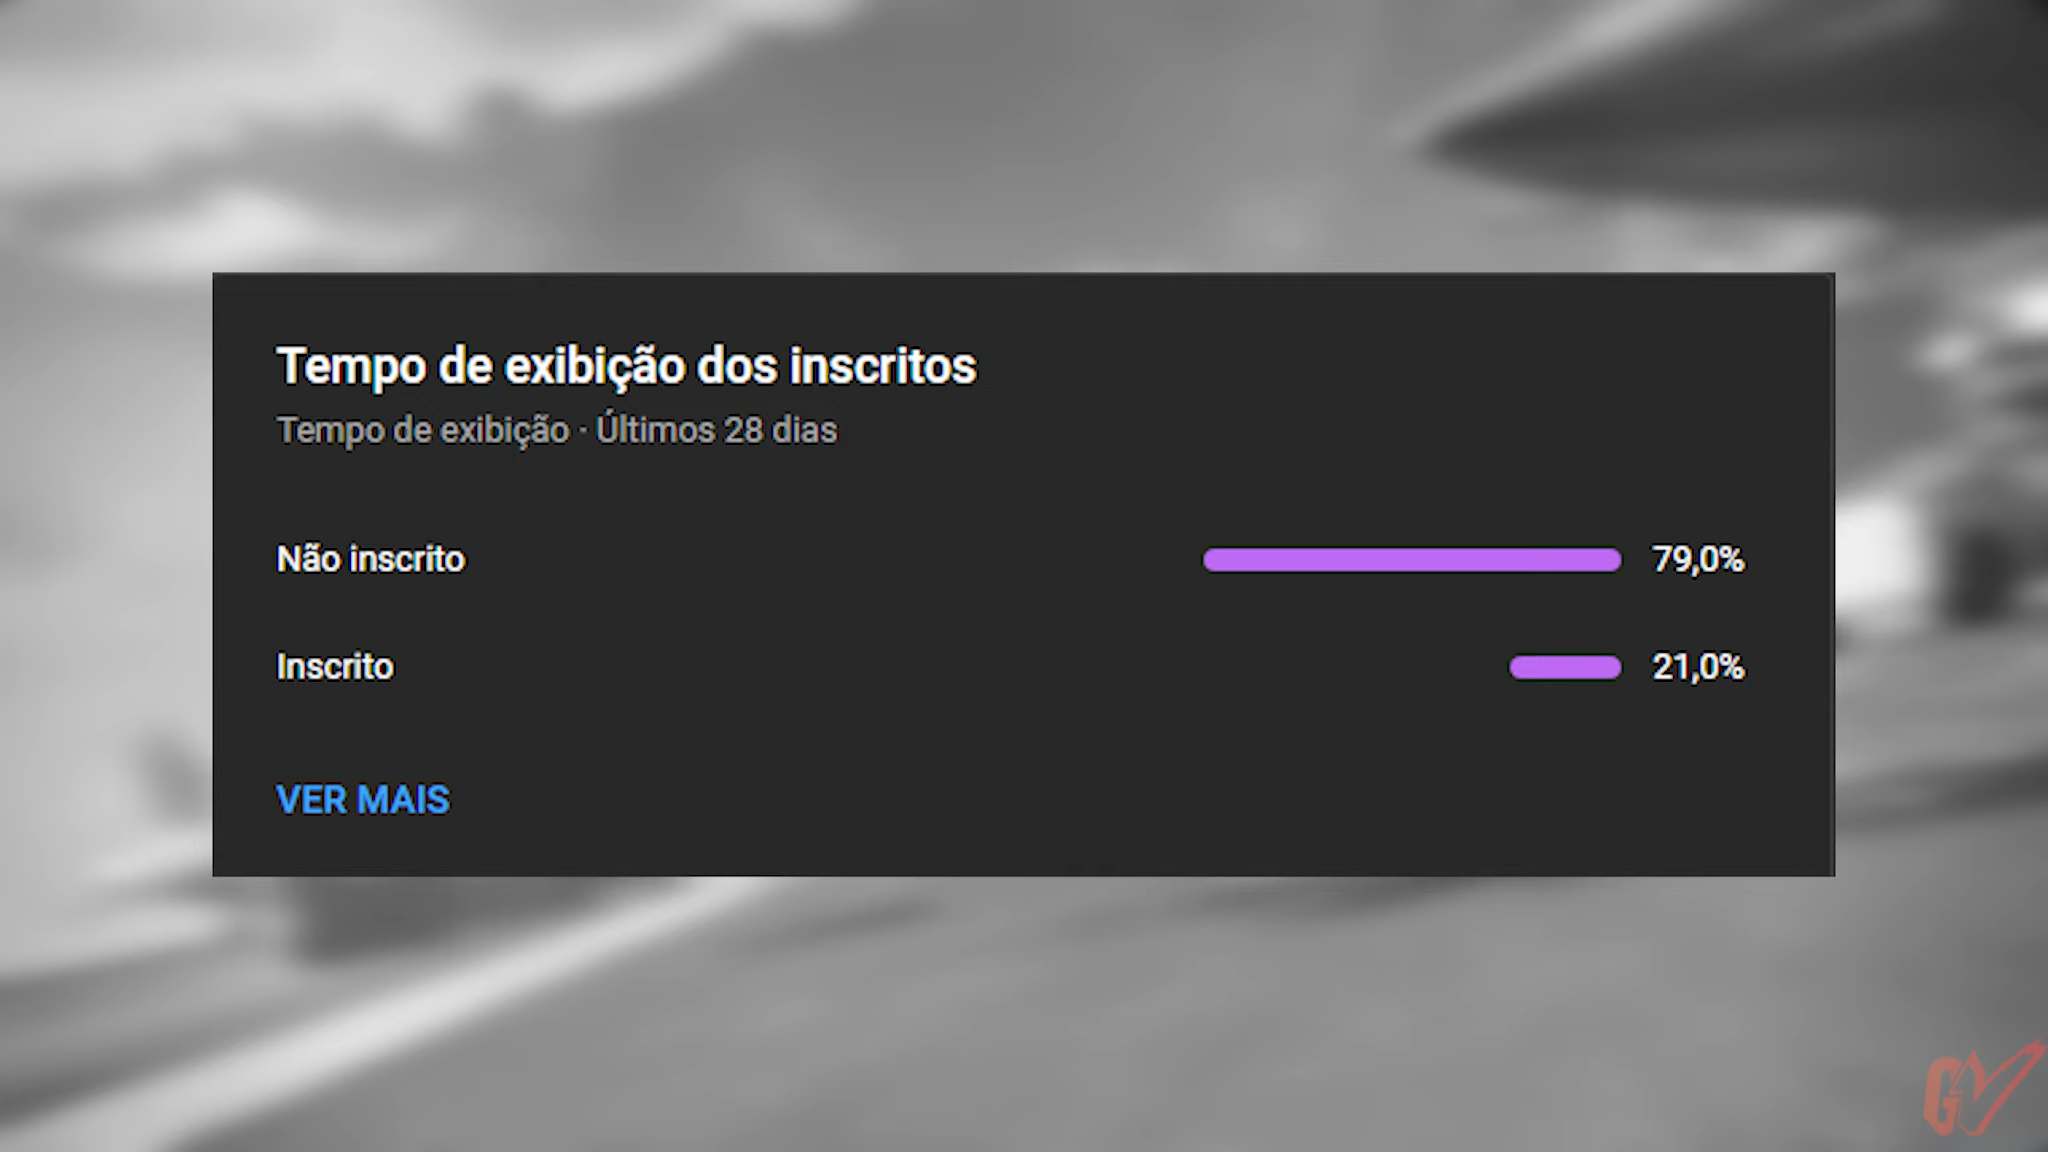 Tempo de exibição dos inscritos
Tempo de exibição · Últimos 28 dias
Não inscrito 79,0%
Inscrito 21,0%
VER MAIS